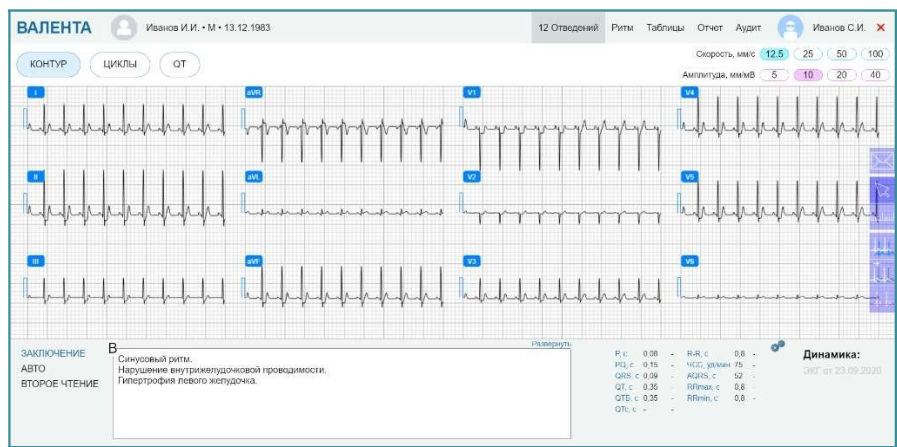 ВАЛЕНТА Иванов И.И. • М • 13.12.1983 12 Отведений Ритм Таблицы Отчет Аудит Иванов С.И.
КОНТУР ЦИКЛЫ QT
Скорость, мм/с 12.5 25 50 100
Амплитуда, мм/мВ 5 10 20 40
I aVR V1 V4
II aVL V2 V5
III aVF V3 V6
Развернуть
ЗАКЛЮЧЕНИЕ
АВТО
ВТОРОЕ ЧТЕНИЕ
В
Синусовый ритм.
Нарушение внутрижелудочковой проводимости.
Гипертрофия левого желудочка.
P, с 0,08 - R-R, с 0,8 -
PQ, с 0,15 - ЧСС, уд/мин 75 -
QRS, с 0,09 - AQRS, с 52 -
QT, с 0,35 - RRmax, с 0,8 -
QTБ, с 0,35 - RRmin, с 0,8 -
QTc, с - -
Динамика:
ЭКГ от 23.09.2020